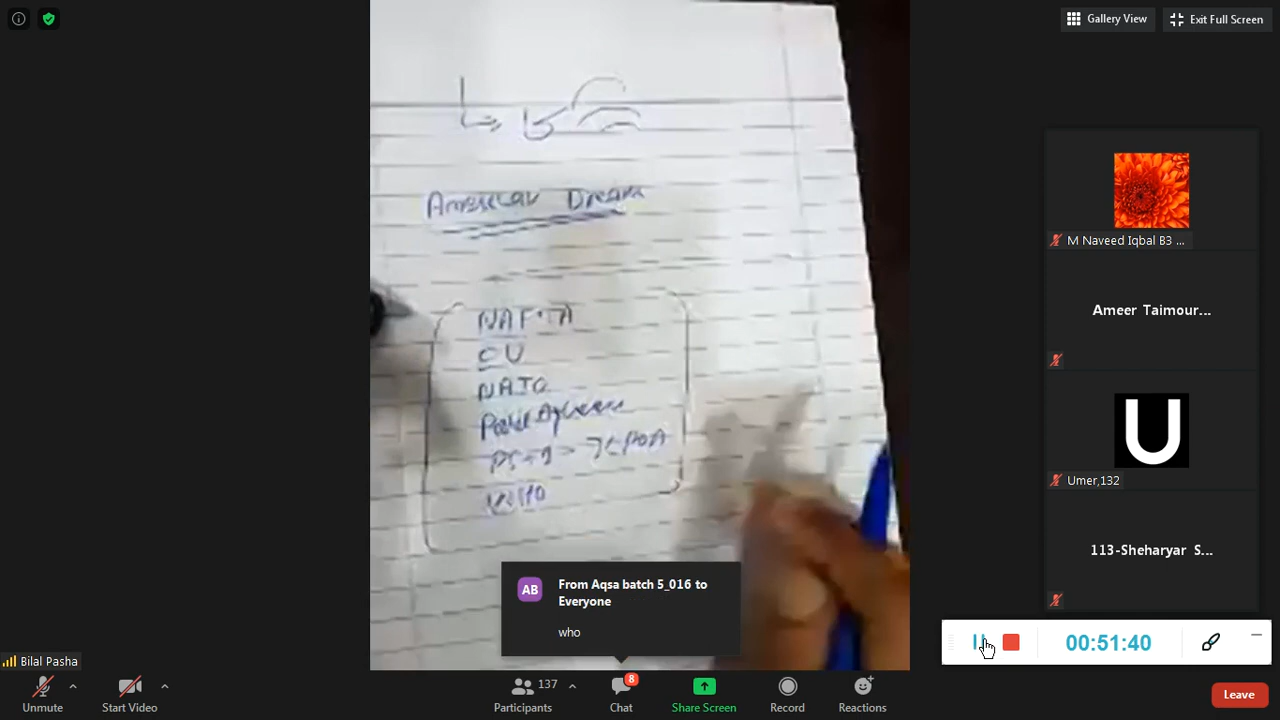 Gallery View
Exit Full Screen
American Dream
NAFTA
EU
NATO
WHO
M Naveed Iqbal B3 ...
Ameer Taimour...
U
Umer,132
113-Sheharyar S...
AB
From Aqsa batch 5_016 to
Everyone
who
00:51:40
Bilal Pasha
Unmute
Start Video
137
Participants
8
Chat
Share Screen
Record
Reactions
Leave